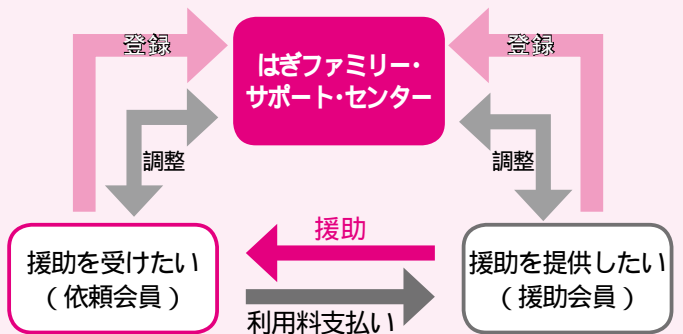 登録
登録
はぎファミリー・
サポート・センター
調整
調整
援助を受けたい
（依頼会員）
援助
利用料支払い
援助を提供したい
（援助会員）